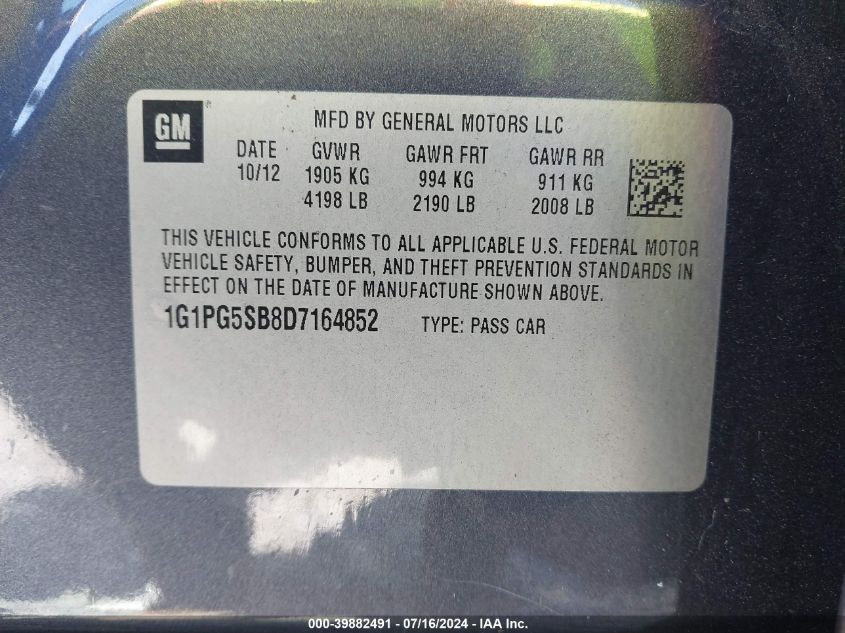 GM ®
MFD BY GENERAL MOTORS LLC
DATE GVWR GAWR FRT GAWR RR
10/12 1905 KG 994 KG 911 KG
4198 LB 2190 LB 2008 LB
THIS VEHICLE CONFORMS TO ALL APPLICABLE U.S. FEDERAL MOTOR
VEHICLE SAFETY, BUMPER, AND THEFT PREVENTION STANDARDS IN
EFFECT ON THE DATE OF MANUFACTURE SHOWN ABOVE.
1G1PG5SB8D7164852 TYPE: PASS CAR
000-39882491 - 07/16/2024 - IAA Inc.